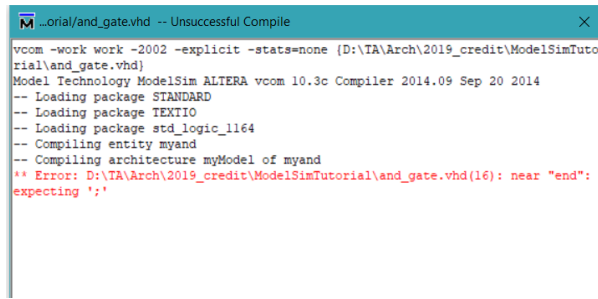 ...orial/and_gate.vhd -- Unsuccessful Compile
vcom -work work -2002 -explicit -stats=none {D:\TA\Arch\2019_credit\ModelSimTuto
rial\and_gate.vhd}
Model Technology ModelSim ALTERA vcom 10.3c Compiler 2014.09 Sep 20 2014
-- Loading package STANDARD
-- Loading package TEXTIO
-- Loading package std_logic_1164
-- Compiling entity myand
-- Compiling architecture myModel of myand
** Error: D:\TA\Arch\2019_credit\ModelSimTutorial\and_gate.vhd(16): near "end":
expecting ';'